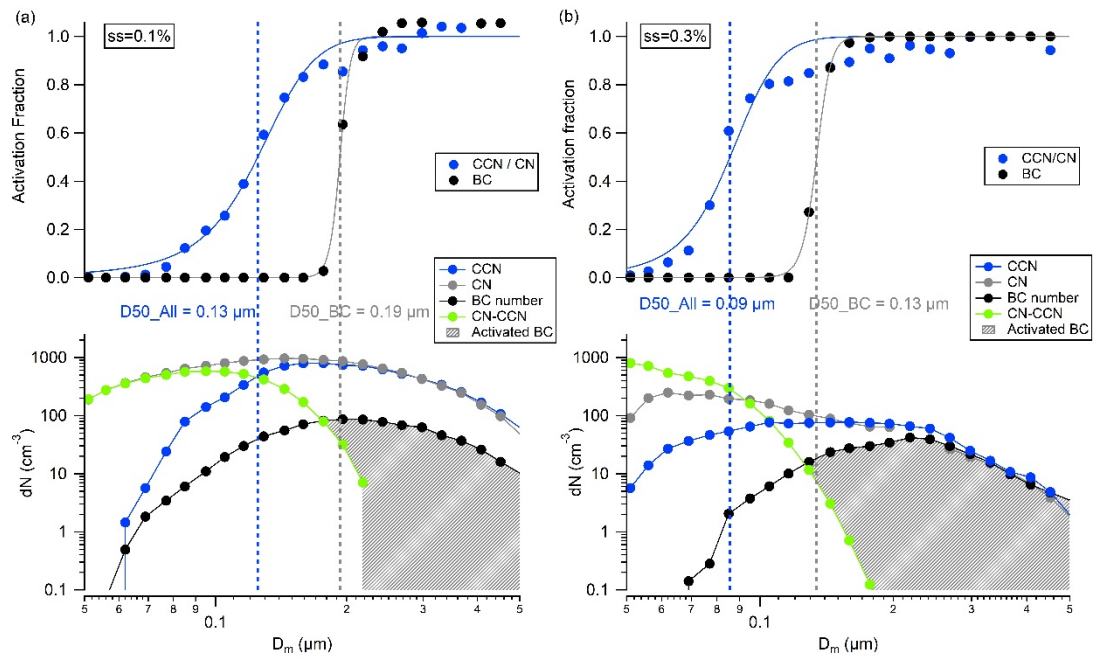 (a)
ss=0.1%
1.0
0.8
0.6
0.4
0.2
0.0
Activation Fraction
CCN / CN
BC
D50_All = 0.13 µm
D50_BC = 0.19 µm
CCN
CN
BC number
CN-CCN
Activated BC
1000
100
10
1
0.1
dN (cm-3)
5 6 7 8 9 0.1 2 3 4 5
Dm (µm)
(b)
ss=0.3%
1.0
0.8
0.6
0.4
0.2
0.0
Activation fraction
CCN/CN
BC
D50_All = 0.09 µm
D50_BC = 0.13 µm
CCN
CN
BC number
CN-CCN
Activated BC
1000
100
10
1
0.1
dN (cm-3)
5 6 7 8 9 0.1 2 3 4 5
Dm (µm)